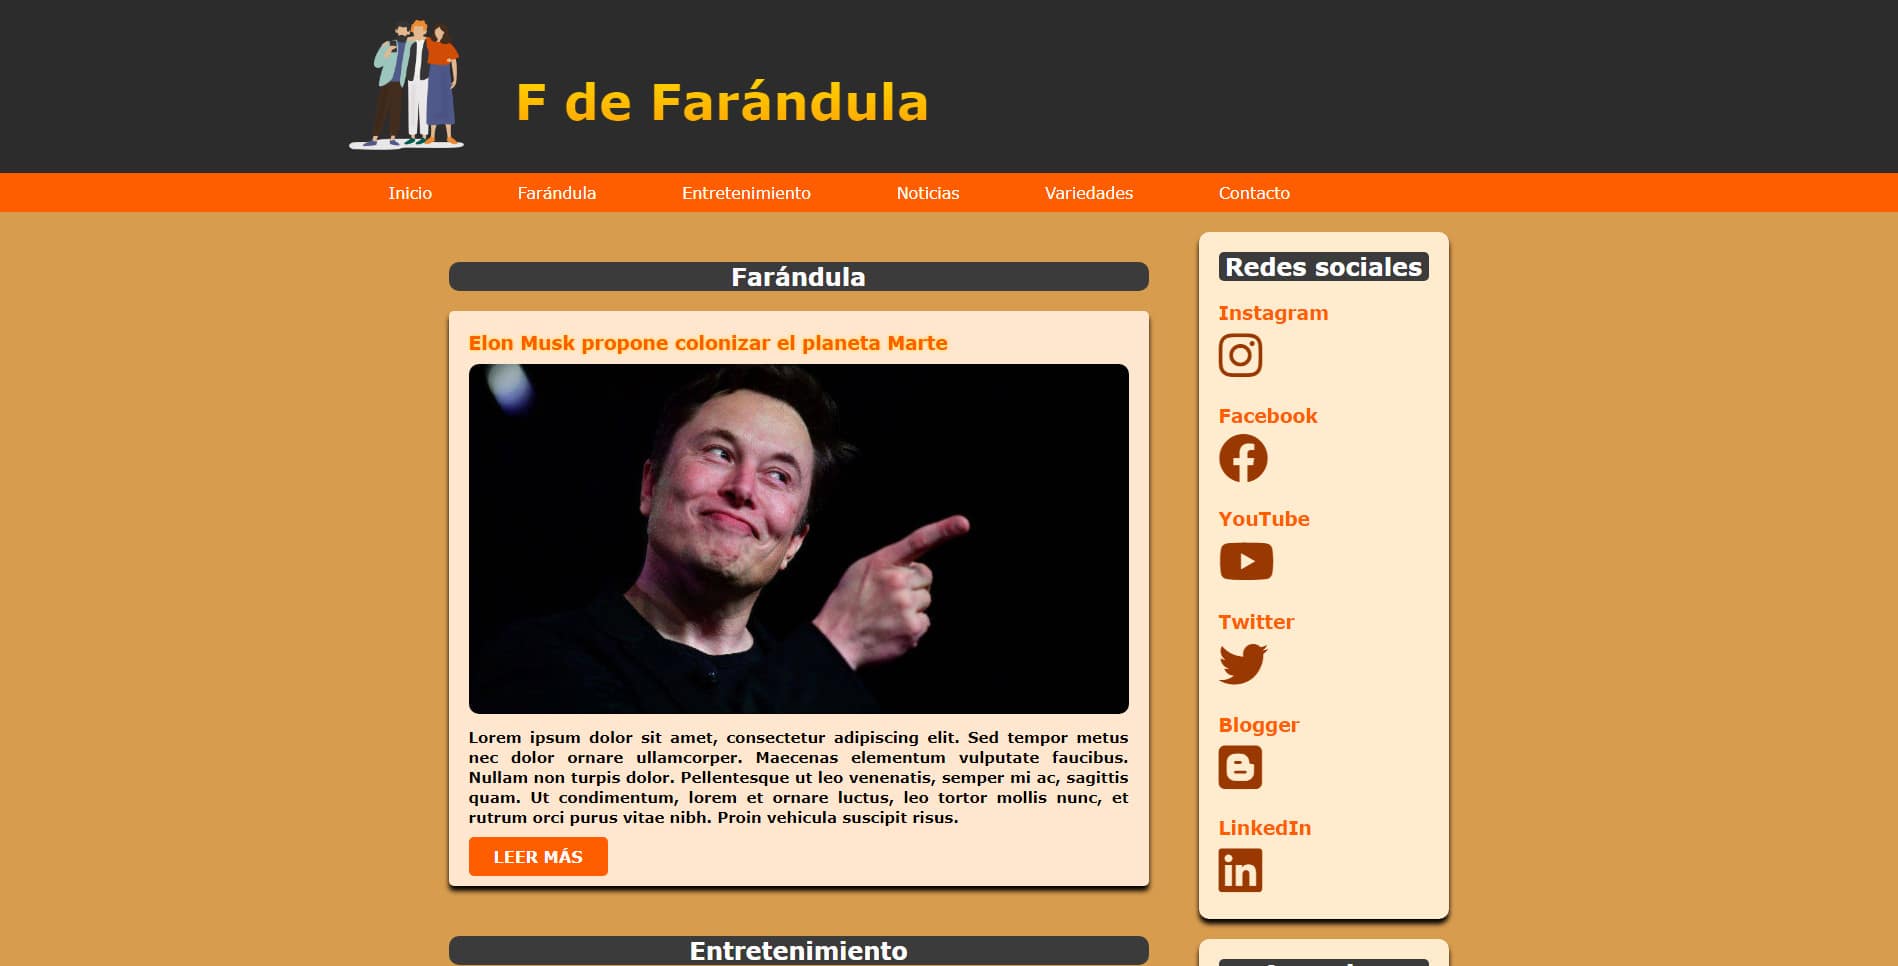 F de Farándula
Inicio Farándula Entretenimiento Noticias Variedades Contacto
Farándula
Elon Musk propone colonizar el planeta Marte
Lorem ipsum dolor sit amet, consectetur adipiscing elit. Sed tempor metus
nec dolor ornare ullamcorper. Maecenas elementum vulputate faucibus.
Nullam non turpis dolor. Pellentesque ut leo venenatis, semper mi ac, sagittis
quam. Ut condimentum, lorem et ornare luctus, leo tortor mollis nunc, et
rutrum orci purus vitae nibh. Proin vehicula suscipit risus.
LEER MÁS
Entretenimiento
Redes sociales
Instagram
Facebook
YouTube
Twitter
Blogger
LinkedIn